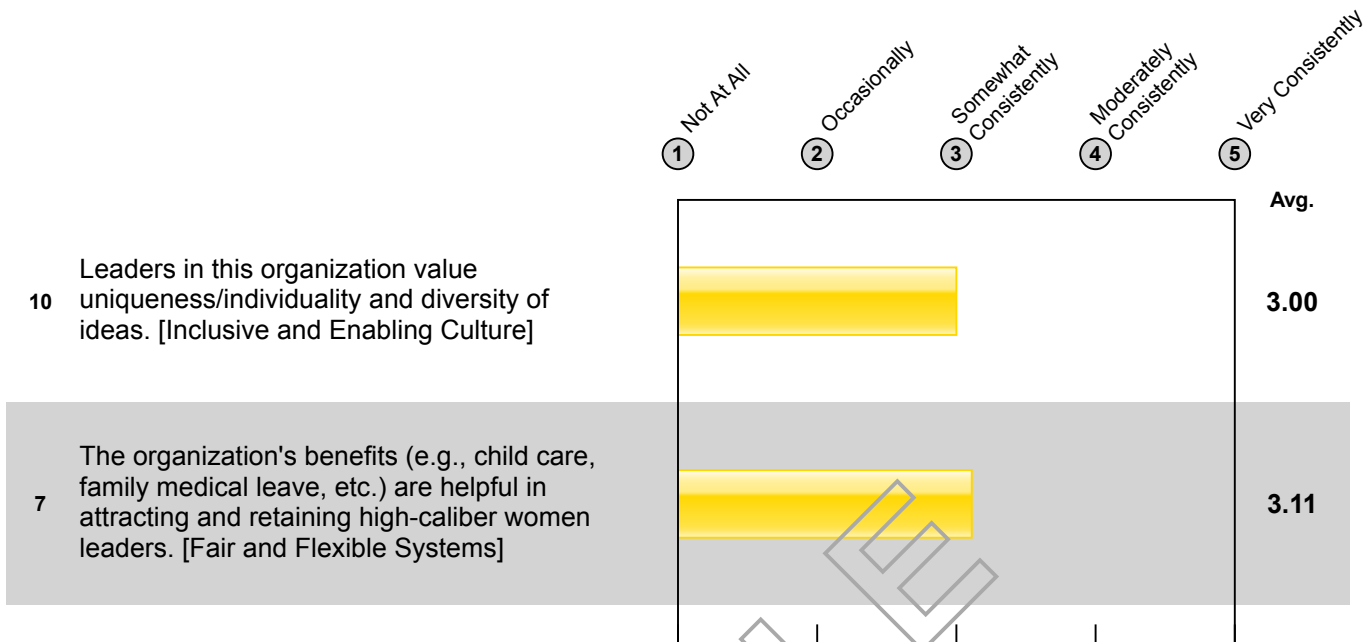 Not At All
Occasionally
Somewhat
Consistently
Moderately
Consistently
Very Consistently
1 2 3 4 5
Avg.
Leaders in this organization value
10 uniqueness/individuality and diversity of
ideas. [Inclusive and Enabling Culture]
3.00
The organization's benefits (e.g., child care,
family medical leave, etc.) are helpful in
7 attracting and retaining high-caliber women
leaders. [Fair and Flexible Systems]
3.11